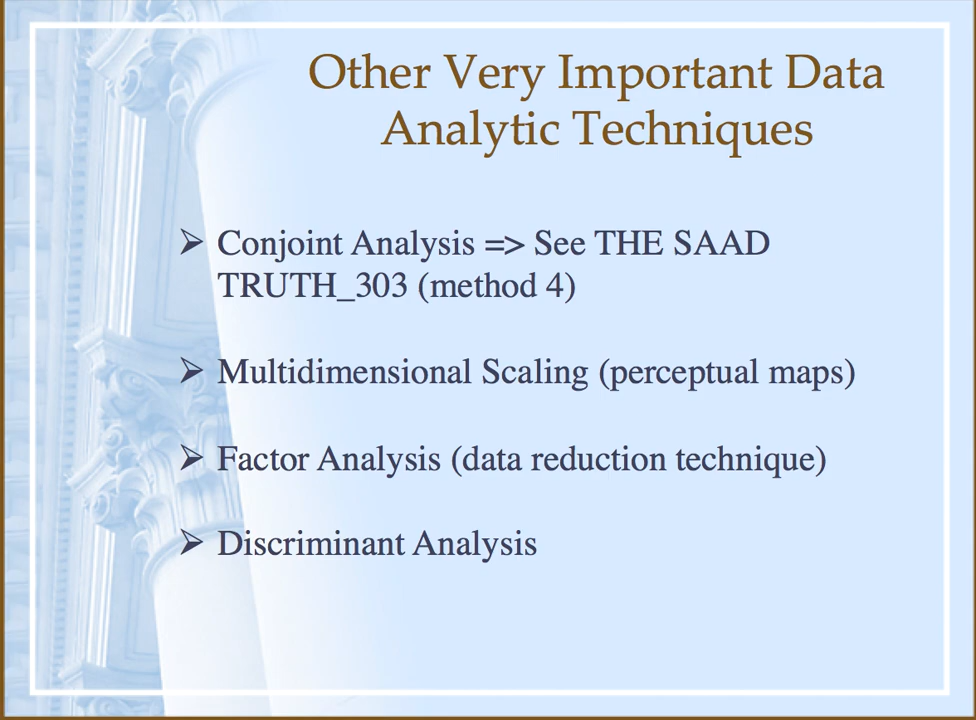 Other Very Important Data
Analytic Techniques
➢ Conjoint Analysis => See THE SAAD
TRUTH_303 (method 4)
➢ Multidimensional Scaling (perceptual maps)
➢ Factor Analysis (data reduction technique)
➢ Discriminant Analysis